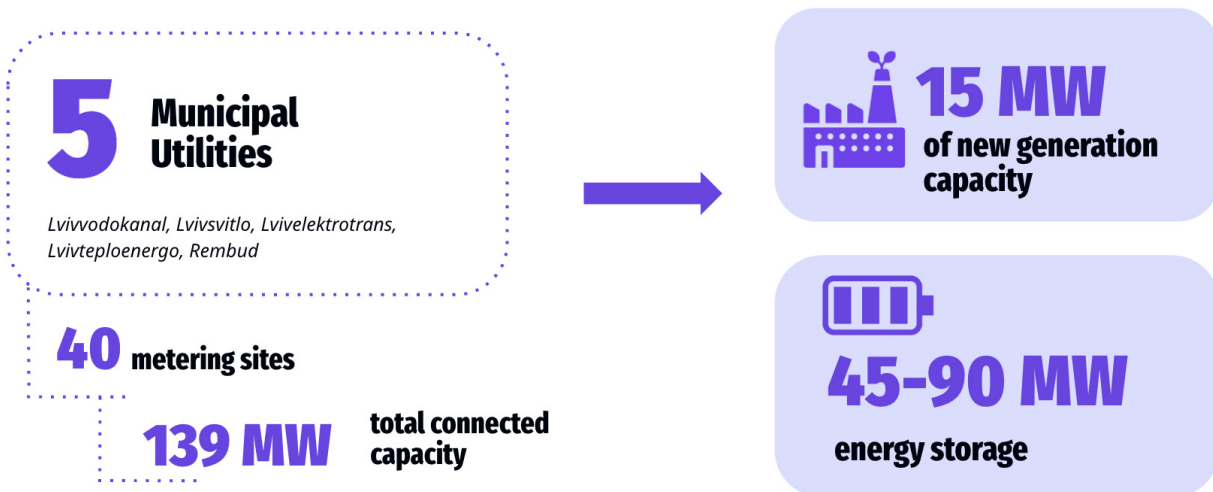 5 Municipal
Utilities
Lvivvodokanal, Lvivsvitlo, Lvivelektrotrans,
Lvivteploenergo, Rembud
40 metering sites
139 MW total connected
capacity
15 MW
of new generation
capacity
45-90 MW
energy storage